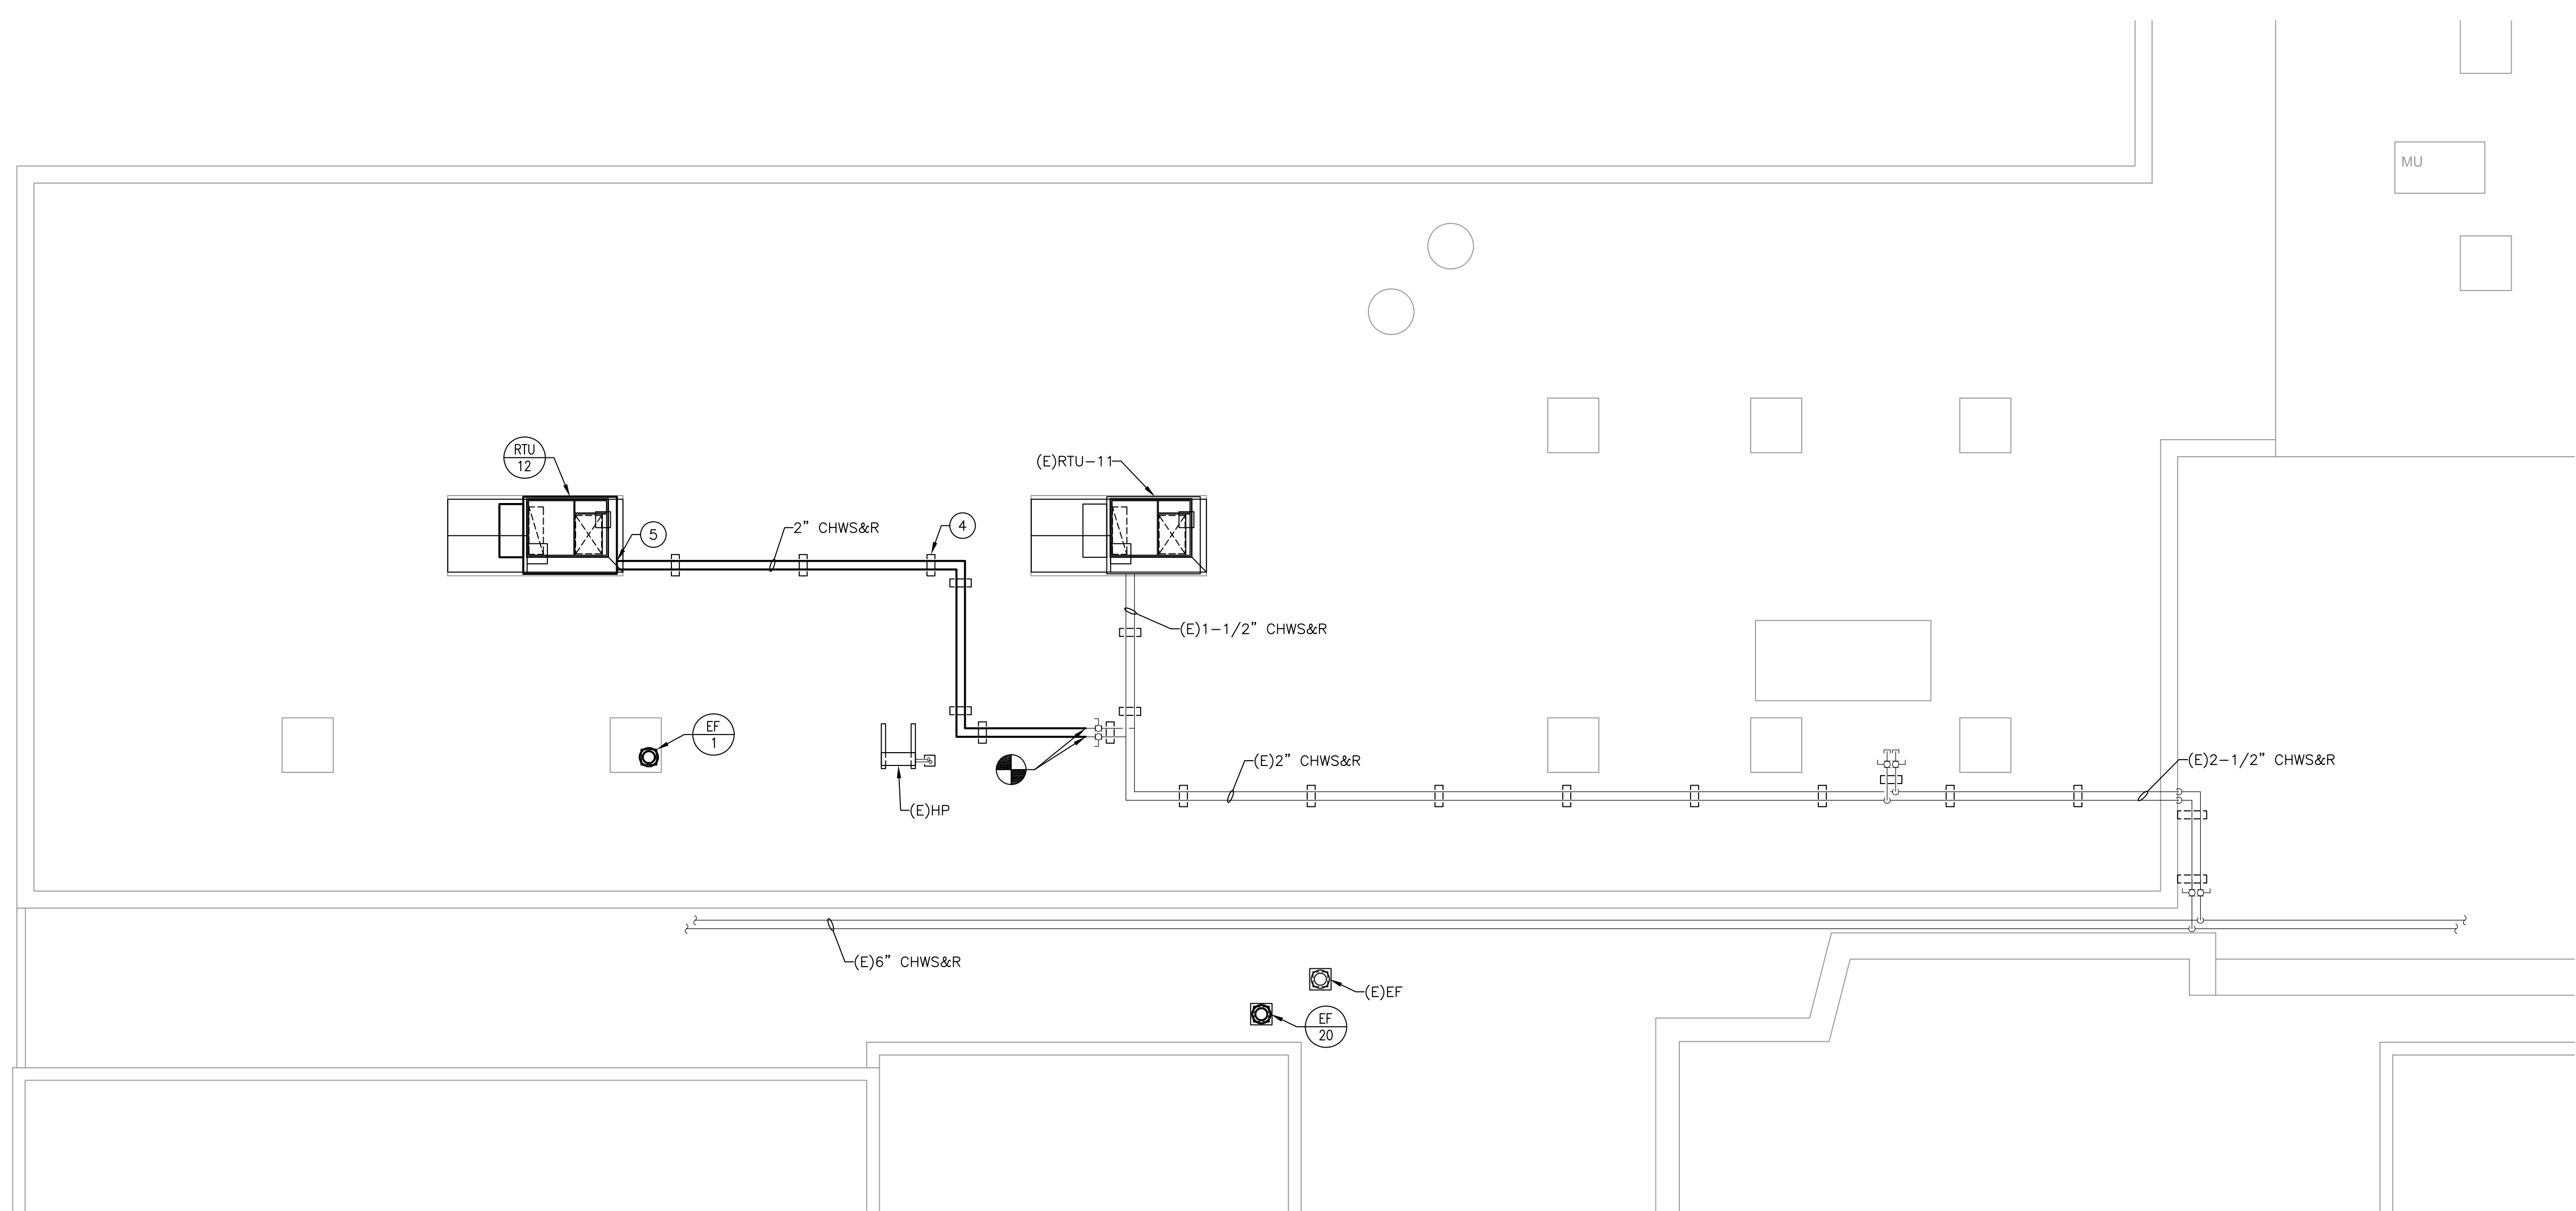 MU
RTU
12
(E)RTU-11
5
2” CHWS&R
4
(E)1-1/2” CHWS&R
EF
1
(E)HP
(E)2” CHWS&R
(E)2-1/2” CHWS&R
(E)6” CHWS&R
(E)EF
EF
20